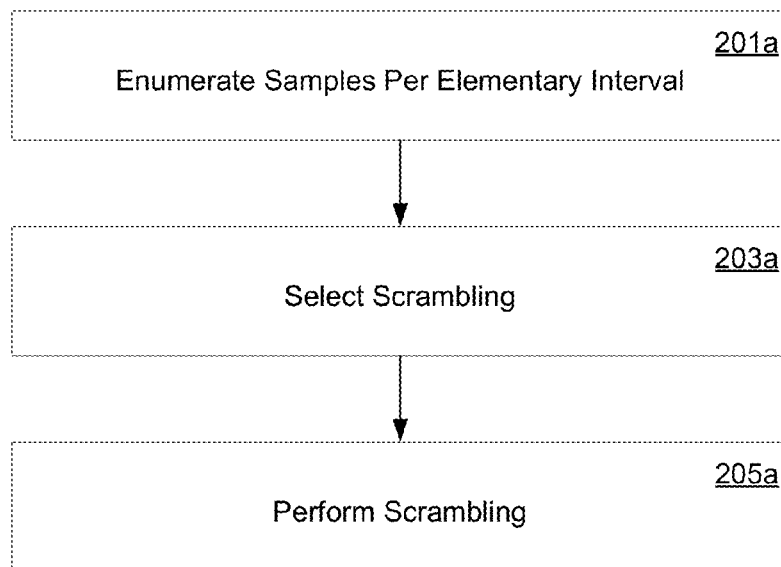 201a
Enumerate Samples Per Elementary Interval
203a
Select Scrambling
205a
Perform Scrambling